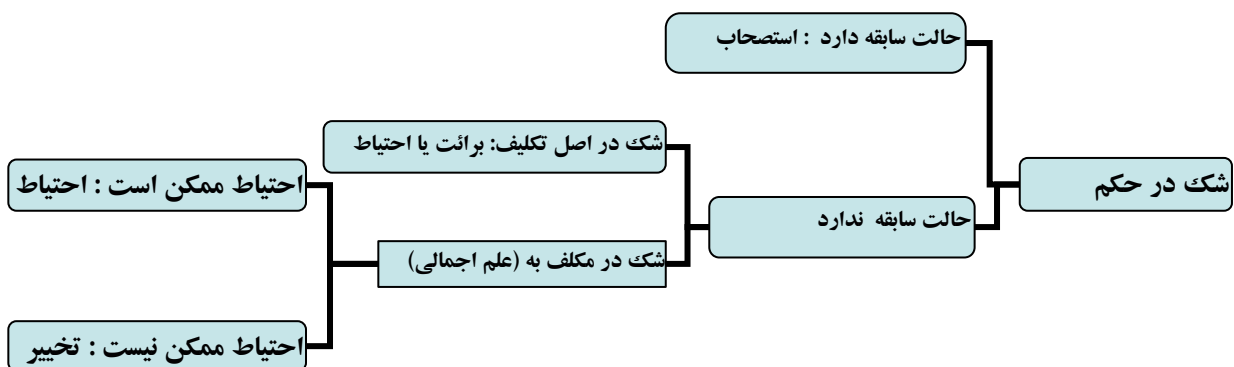 شک در حکم
حالت سابقه دارد : استصحاب
حالت سابقه ندارد
شک در اصل تکلیف: برائت یا احتیاط
شک در مکلف به (علم اجمالی)
احتیاط ممکن است : احتیاط
احتیاط ممکن نیست : تخییر